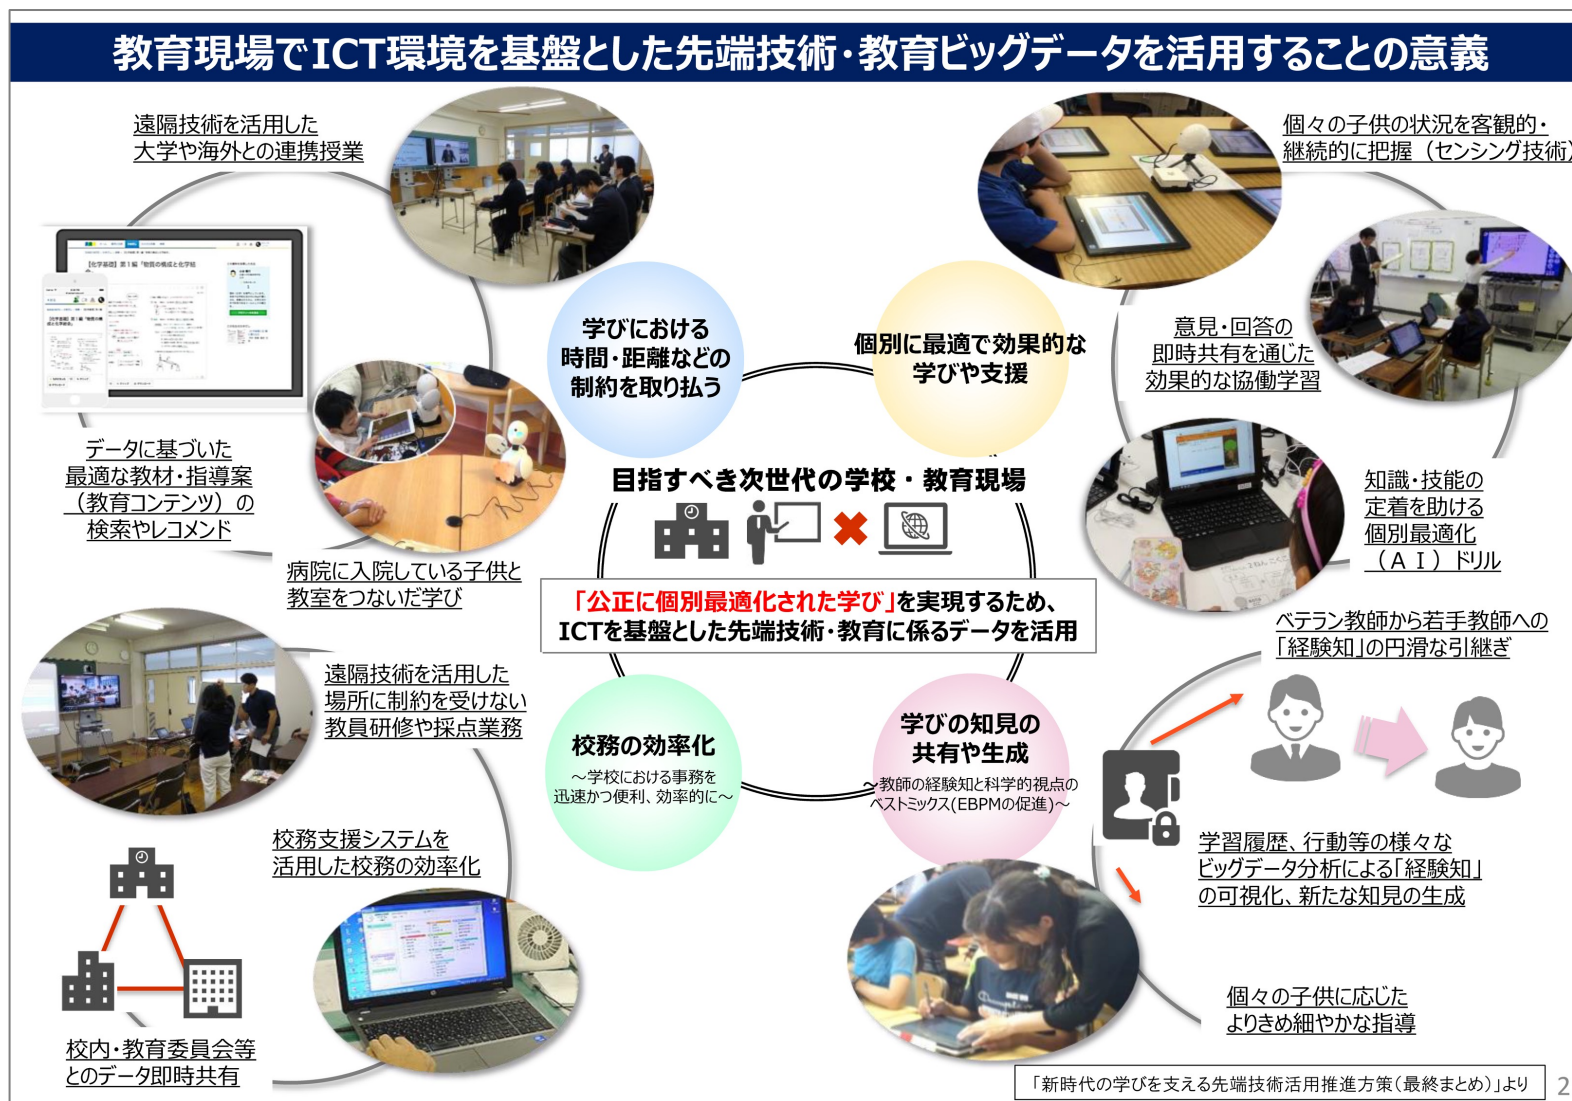 教育現場でICT環境を基盤とした先端技術・教育ビッグデータを活用することの意義
遠隔技術を活用した
大学や海外との連携授業
【化学基礎】第1編「物質の構成と化学結
データに基づいた
最適な教材・指導案
（教育コンテンツ）の
検索やレコメンド
病院に入院している子供と
教室をつないだ学び
学びにおける
時間・距離などの
制約を取り払う
個別に最適で効果的な
学びや支援
個々の子供の状況を客観的・
継続的に把握（センシング技術）
意見・回答の
即時共有を通じた
効果的な協働学習
知識・技能の
定着を助ける
個別最適化
（ＡＩ）ドリル
目指すべき次世代の学校・教育現場
「公正に個別最適化された学び」を実現するため、
ICTを基盤とした先端技術・教育に係るデータを活用
遠隔技術を活用した
場所に制約を受けない
教員研修や採点業務
校務支援システムを
活用した校務の効率化
校内・教育委員会等
とのデータ即時共有
校務の効率化
～学校における事務を
迅速かつ便利、効率的に～
学びの知見の
共有や生成
～教師の経験知と科学的視点の
ベストミックス(EBPMの促進)～
ベテラン教師から若手教師への
「経験知」の円滑な引継ぎ
学習履歴、行動等の様々な
ビッグデータ分析による「経験知」
の可視化、新たな知見の生成
個々の子供に応じた
よりきめ細やかな指導
「新時代の学びを支える先端技術活用推進方策（最終まとめ）」より
2